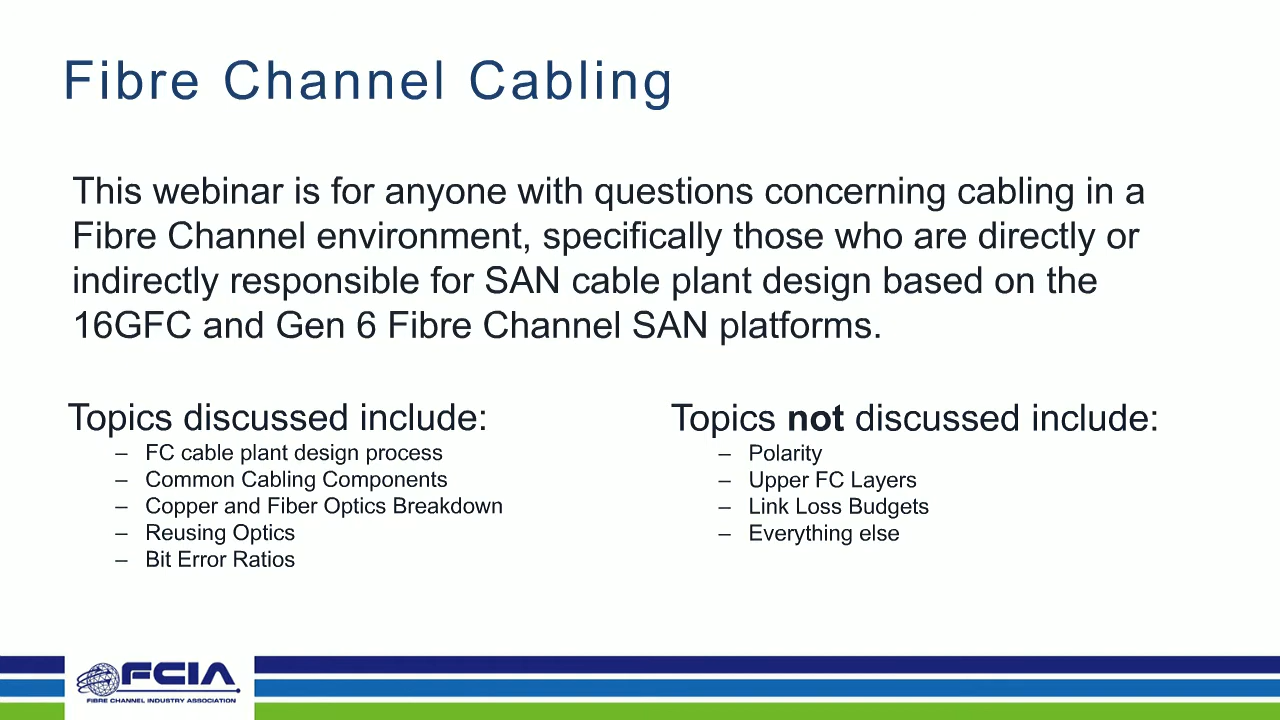 Fibre Channel Cabling
This webinar is for anyone with questions concerning cabling in a
Fibre Channel environment, specifically those who are directly or
indirectly responsible for SAN cable plant design based on the
16GFC and Gen 6 Fibre Channel SAN platforms.
Topics discussed include:
– FC cable plant design process
– Common Cabling Components
– Copper and Fiber Optics Breakdown
– Reusing Optics
– Bit Error Ratios
Topics not discussed include:
– Polarity
– Upper FC Layers
– Link Loss Budgets
– Everything else
FCIA
FIBRE CHANNEL INDUSTRY ASSOCIATION